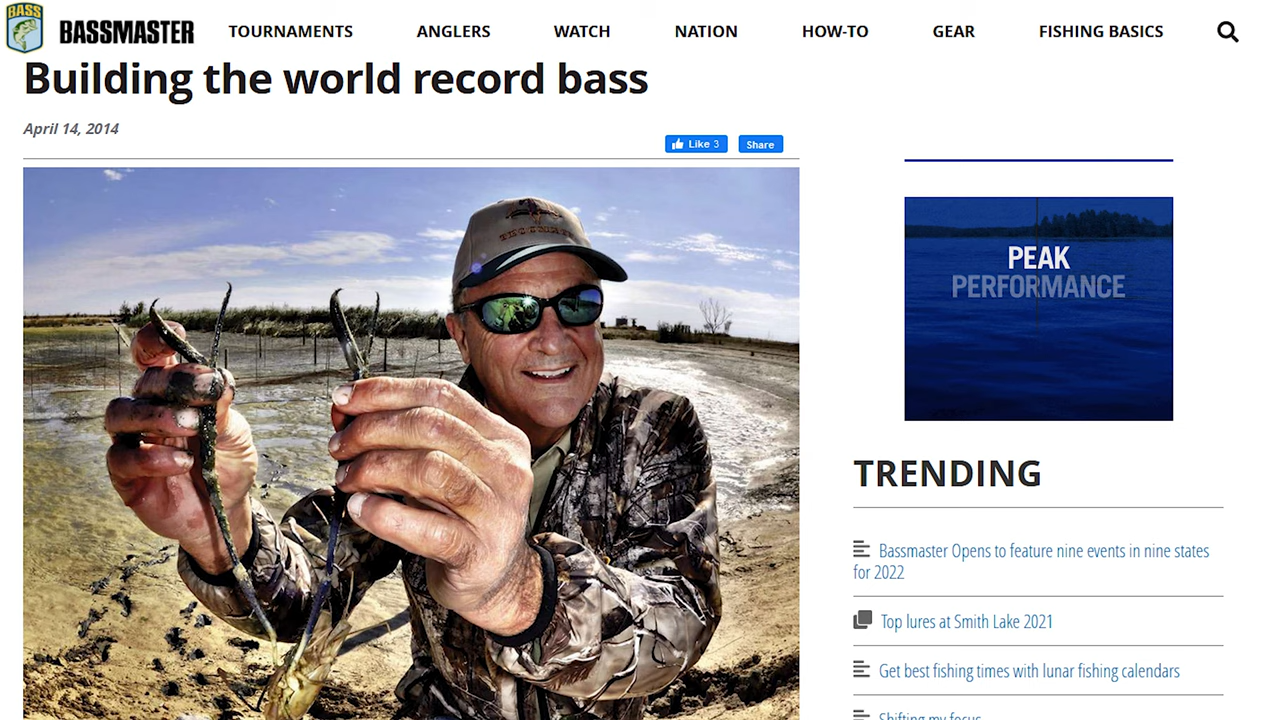 BASS
BASSMASTER
TOURNAMENTS
ANGLERS
WATCH
NATION
HOW-TO
GEAR
FISHING BASICS
Building the world record bass
April 14, 2014
Like 3
Share
PEAK
PERFORMANCE
TRENDING
Bassmaster Opens to feature nine events in nine states
for 2022
Top lures at Smith Lake 2021
Get best fishing times with lunar fishing calendars
Shifting my focus